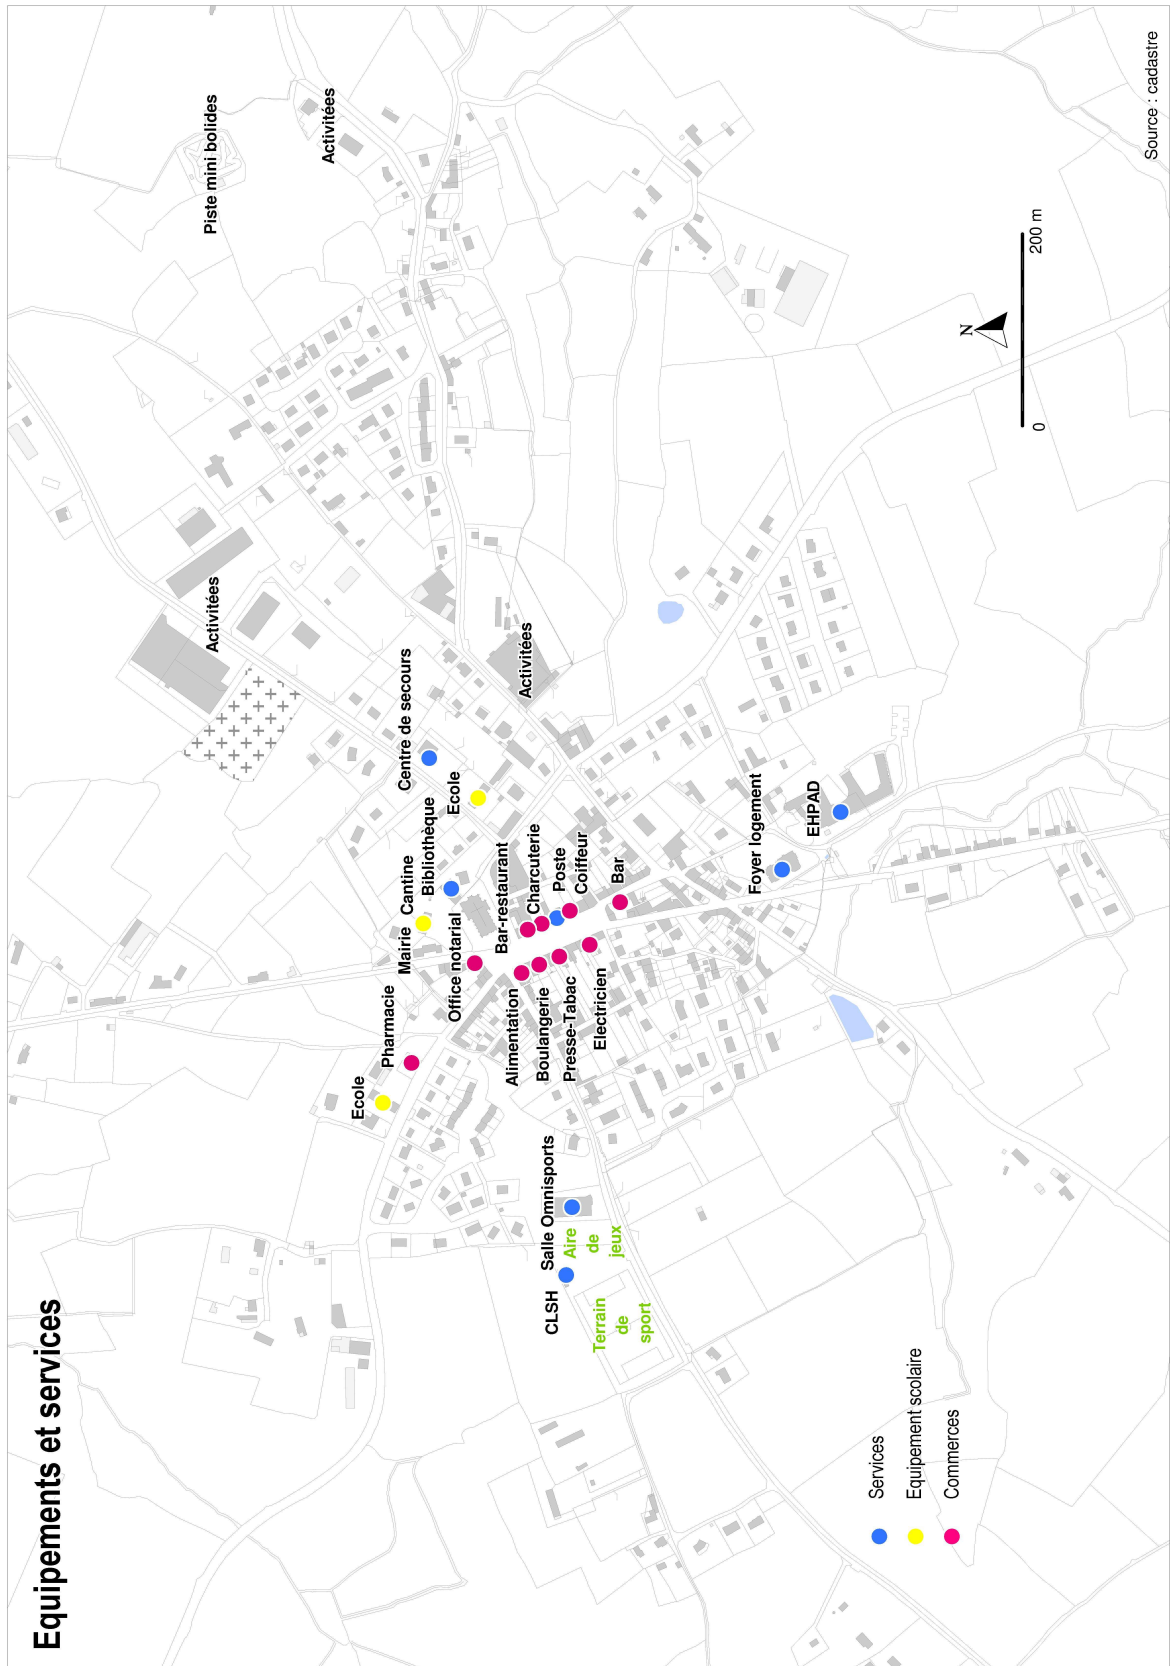 Equipements et services
Piste mini bolides
Activitées
Activitées
Activitées
Centre de secours
Ecole
Bibliothèque
Cantine
Mairie
Office notarial
Pharmacie
Ecole
Bar-restaurant
Charcuterie
Poste
Coiffeur
Bar
Alimentation
Boulangerie
Presse-Tabac
Electricien
Foyer logement
EHPAD
Salle Omnisports
CLSH
Aire
de
jeux
Terrain
de
sport
Services
Equipement scolaire
Commerces
N
0
200 m
Source : cadastre